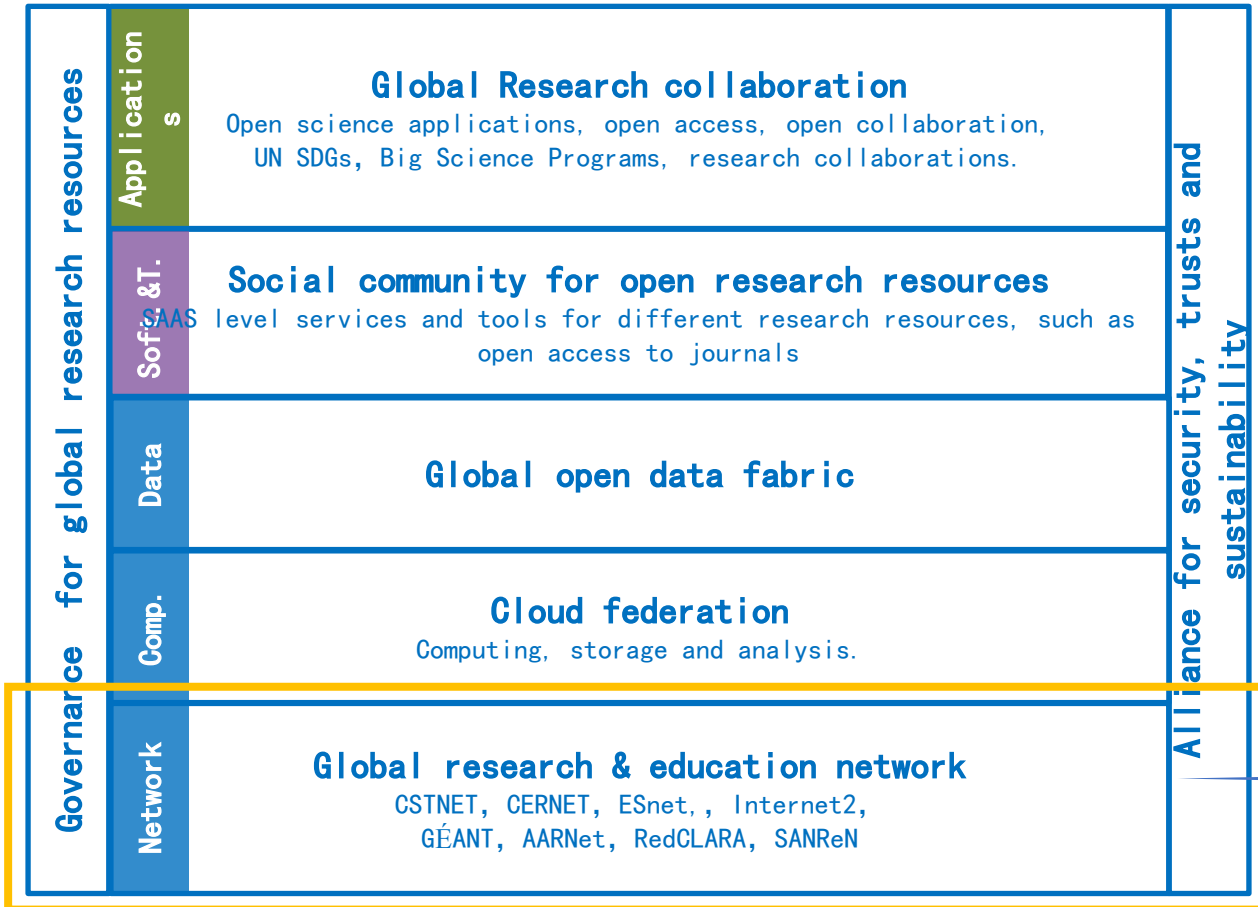 Governance for global research resources
Application
s
Global Research collaboration
Open science applications, open access, open collaboration,
UN SDGs, Big Science Programs, research collaborations.
Soft.&T.
Social community for open research resources
SAAS level services and tools for different research resources, such as
open access to journals
Data
Global open data fabric
Comp.
Cloud federation
Computing, storage and analysis.
Network
Global research & education network
CSTNET, CERNET, ESnet,, Internet2,
GÉANT, AARNet, RedCLARA, SANReN
Alliance for security, trusts and
sustainability